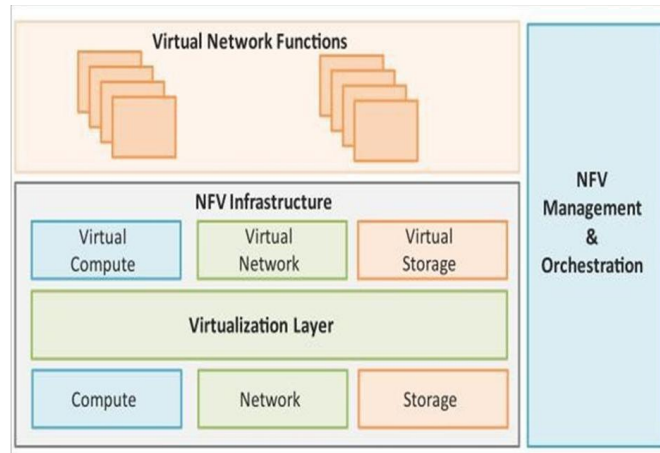 Virtual Network Functions
NFV Infrastructure
Virtual
Compute
Virtual
Network
Virtual
Storage
Virtualization Layer
Compute
Network
Storage
NFV
Management
&
Orchestration